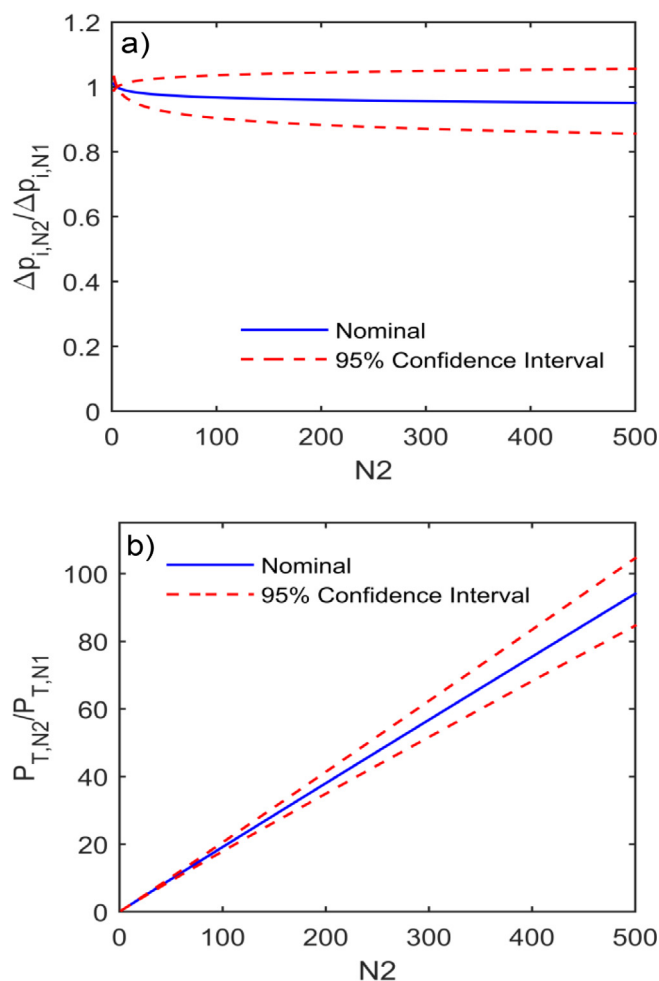 a)
1.2
1
0.8
0.6
0.4
0.2
0
Δp_{i,N2}/Δp_{i,N1}
Nominal
95% Confidence Interval
0 100 200 300 400 500
N2
b)
100
80
60
40
20
0
P_{T,N2}/P_{T,N1}
Nominal
95% Confidence Interval
0 100 200 300 400 500
N2